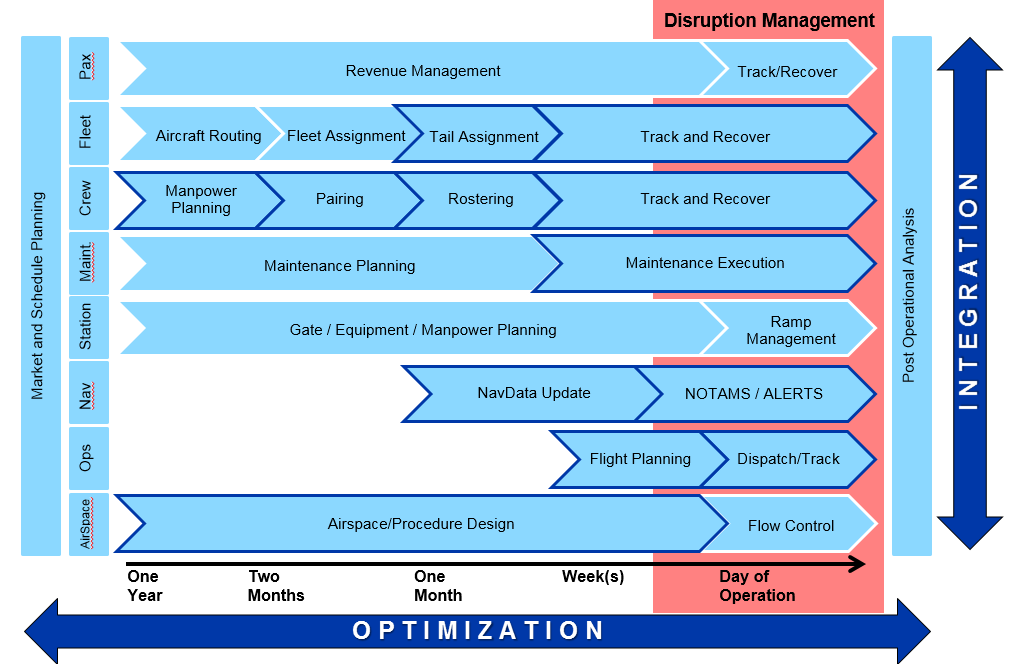 Disruption Management
Market and Schedule Planning
Pax
Revenue Management
Track/Recover
Fleet
Aircraft Routing
Fleet Assignment
Tail Assignment
Track and Recover
Crew
Manpower
Planning
Pairing
Rostering
Track and Recover
Maint.
Maintenance Planning
Maintenance Execution
Station
Gate / Equipment / Manpower Planning
Ramp
Management
Nav
NavData Update
NOTAMS / ALERTS
Ops
Flight Planning
Dispatch/Track
AirSpace
Airspace/Procedure Design
Flow Control
Post Operational Analysis
INTEGRATION
One
Year
Two
Months
One
Month
Week(s)
Day of
Operation
OPTIMIZATION